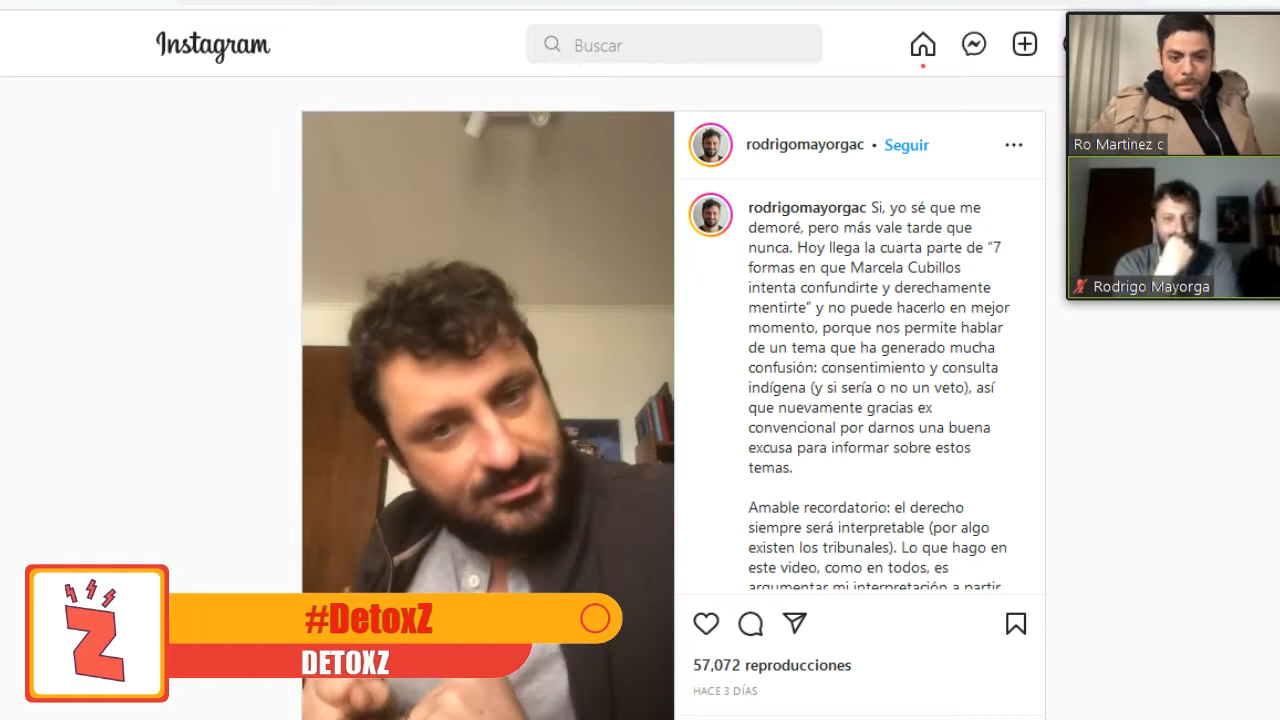 Instagram
Buscar
Ro Martinez c
Rodrigo Mayorga
rodrigomayorgac • Seguir
rodrigomayorgac Si, yo sé que me
demoré, pero más vale tarde que
nunca. Hoy llega la cuarta parte de "7
formas en que Marcela Cubillos
intenta confundirte y derechamente
mentirte" y no puede hacerlo en mejor
momento, porque nos permite hablar
de un tema que ha generado mucha
confusión: consentimiento y consulta
indígena (y si sería o no un veto), así
que nuevamente gracias ex
convencional por darnos una buena
excusa para informar sobre estos
temas.
Amable recordatorio: el derecho
siempre será interpretable (por algo
existen los tribunales). Lo que hago en
este video, como en todos, es
argumentar mi interpretación a partir
57,072 reproducciones
HACE 3 DÍAS
Z
#DetoxZ
DETOXZ